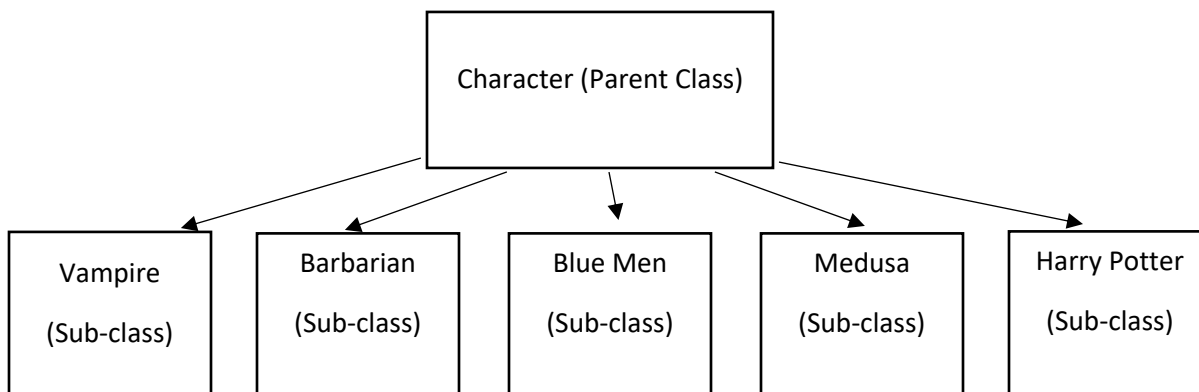 Character (Parent Class)
Vampire
(Sub-class)
Barbarian
(Sub-class)
Blue Men
(Sub-class)
Medusa
(Sub-class)
Harry Potter
(Sub-class)